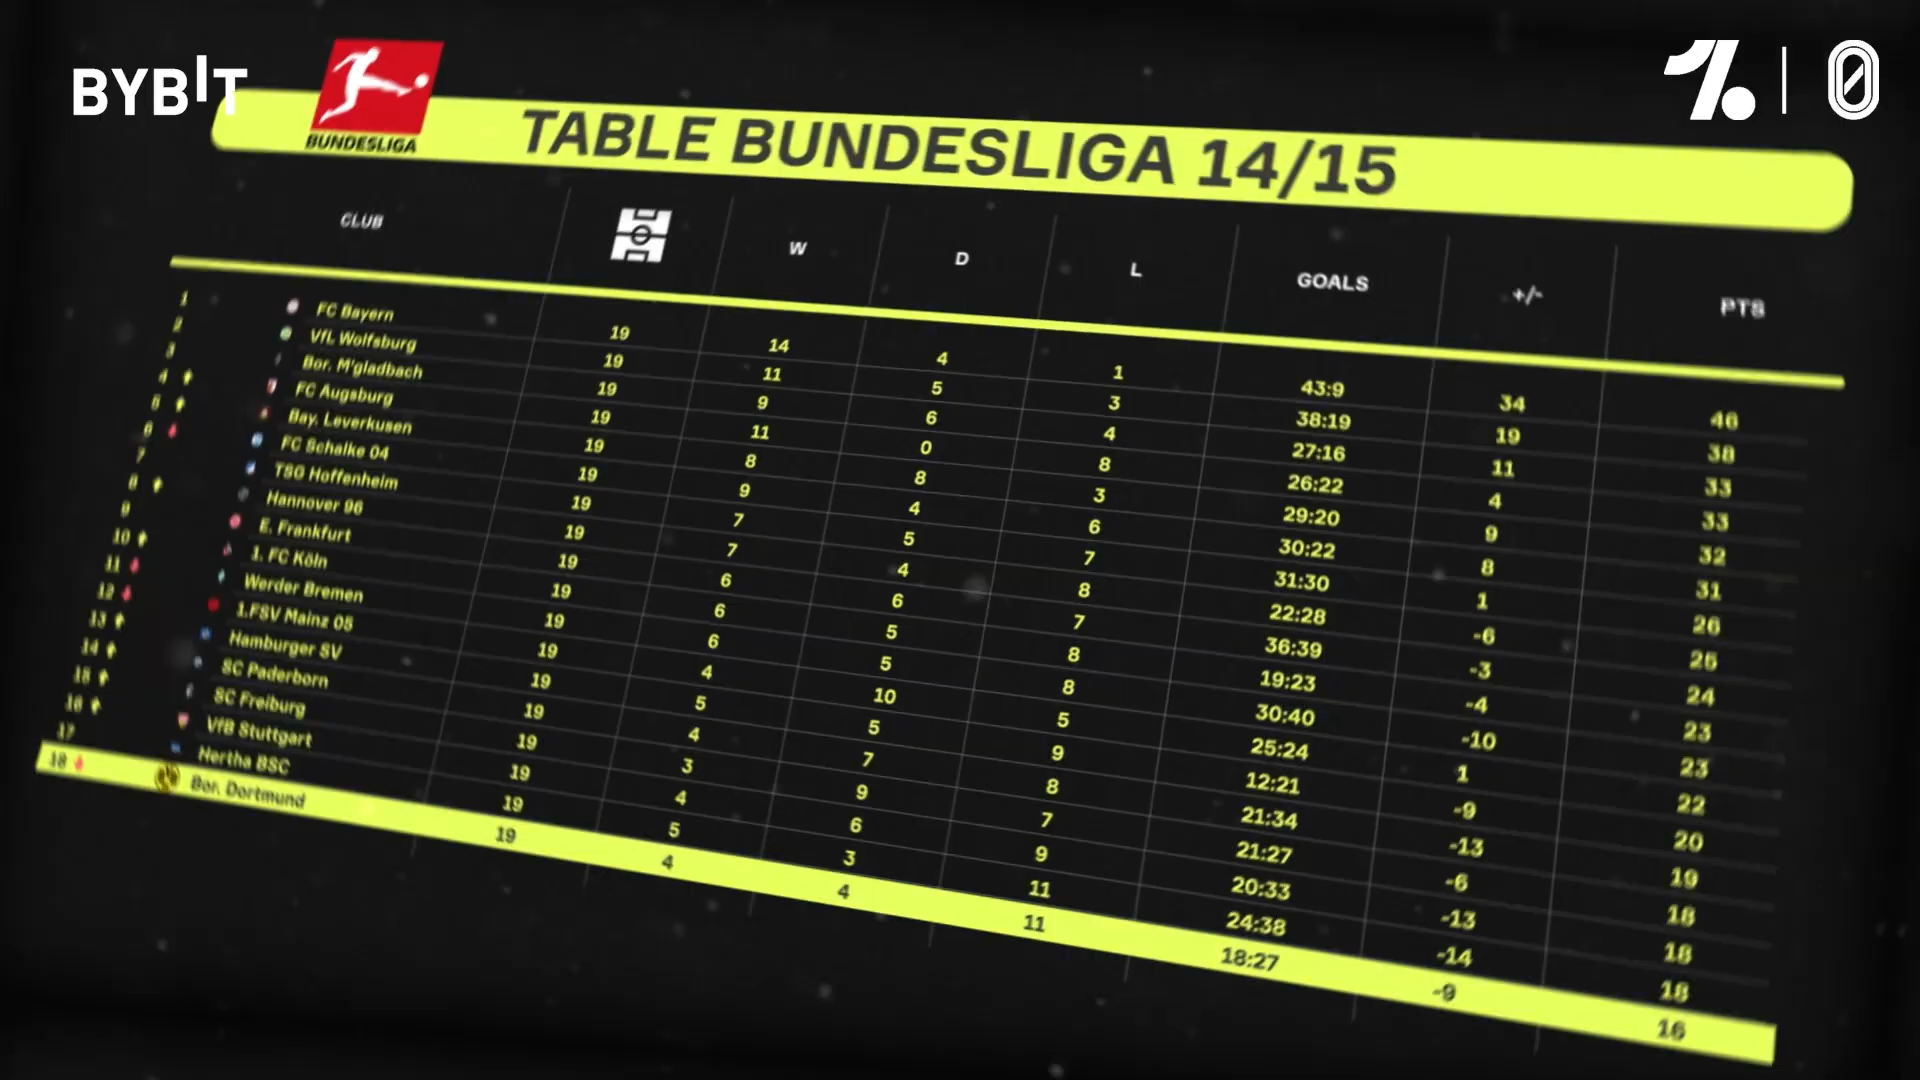 BYBIT
BUNDESLIGA
TABLE BUNDESLIGA 14/15
CLUB W D L GOALS +/- PTS
1 FC Bayern 19 14 4 1 43:9 34 46
2 VfL Wolfsburg 19 11 5 3 38:19 19 38
3 Bor. M'gladbach 19 9 6 4 27:16 11 33
4 FC Augsburg 19 11 0 8 26:22 4 33
5 Bay. Leverkusen 19 8 8 3 29:20 9 32
6 FC Schalke 04 19 9 4 6 30:22 8 31
7 TSG Hoffenheim 19 7 5 7 31:30 1 26
8 Hannover 96 19 7 4 8 22:28 -6 25
9 E. Frankfurt 19 6 6 7 36:39 -3 24
10 1. FC Köln 19 6 5 8 19:23 -4 23
11 Werder Bremen 19 6 5 8 30:40 -10 23
12 1.FSV Mainz 05 19 4 10 5 25:24 1 22
13 Hamburger SV 19 5 5 9 12:21 -9 20
14 SC Paderborn 19 4 7 8 21:34 -13 19
15 SC Freiburg 19 3 9 7 21:27 -6 18
16 VfB Stuttgart 19 4 6 9 20:33 -13 18
17 Hertha BSC 19 5 3 11 24:38 -14 18
18 Bor. Dortmund 19 4 4 11 18:27 -9 16